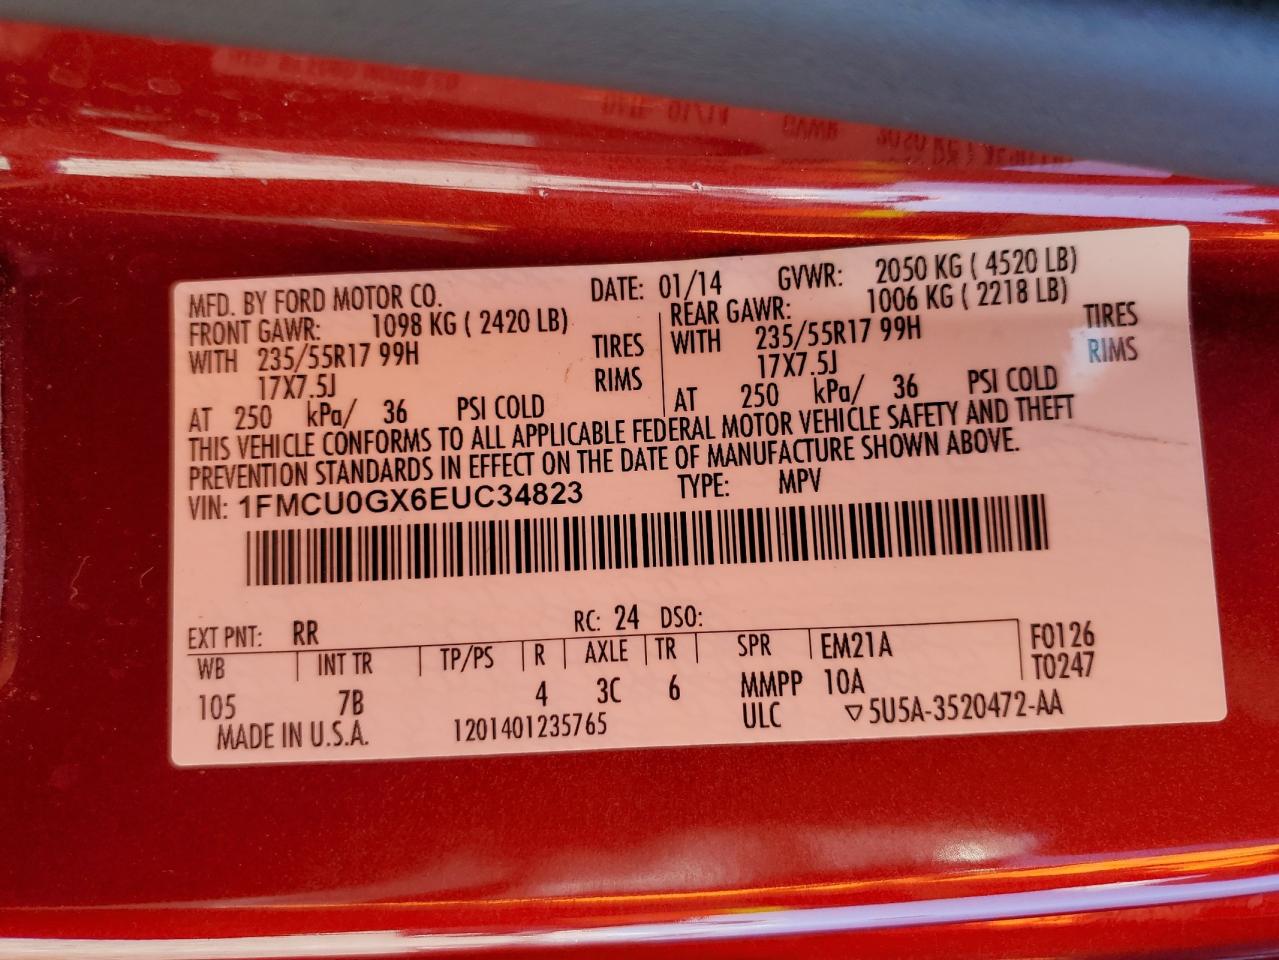 MFD. BY FORD MOTOR CO. DATE: 01/14 GVWR: 2050 KG ( 4520 LB)
FRONT GAWR: 1098 KG ( 2420 LB) REAR GAWR: 1006 KG ( 2218 LB)
WITH 235/55R17 99H TIRES WITH 235/55R17 99H TIRES
17X7.5J RIMS 17X7.5J RIMS
AT 250 kPa/ 36 PSI COLD AT 250 kPa/ 36 PSI COLD
THIS VEHICLE CONFORMS TO ALL APPLICABLE FEDERAL MOTOR VEHICLE SAFETY AND THEFT
PREVENTION STANDARDS IN EFFECT ON THE DATE OF MANUFACTURE SHOWN ABOVE.
VIN: 1FMCU0GX6EUC34823 TYPE: MPV
EXT PNT: RR RC: 24 DSO:
WB INT TR TP/PS R AXLE TR SPR EM21A F0126
105 7B 4 3C 6 MMPP 10A T0247
MADE IN U.S.A. 1201401235765 ULC ▽5U5A-3520472-AA